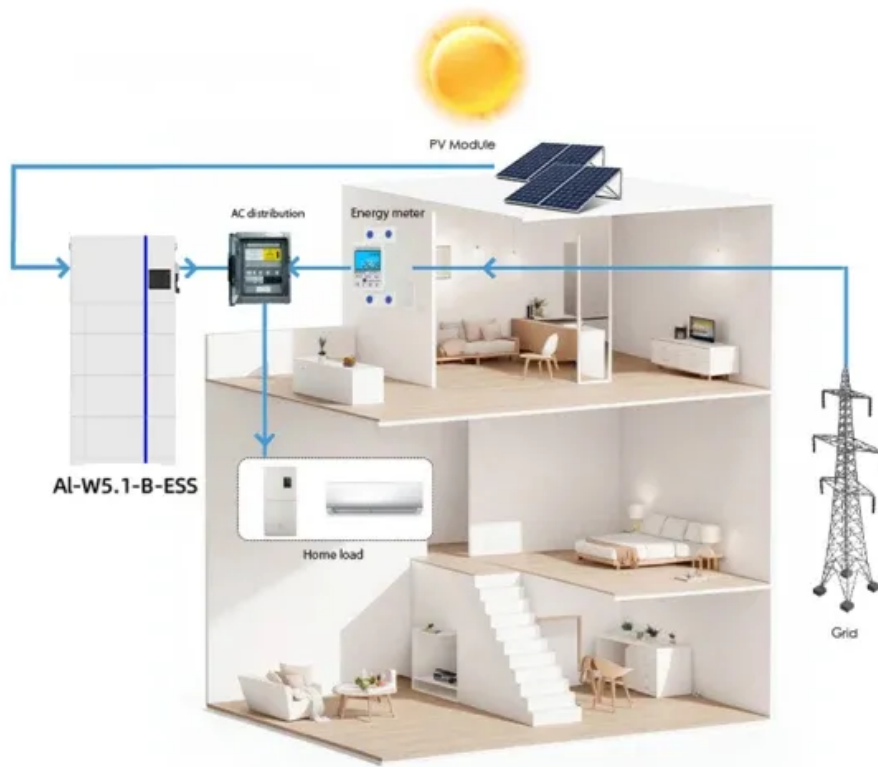 PV Module
AC distribution
Energy meter
Al-W5.1-B-ESS
Home load
Grid